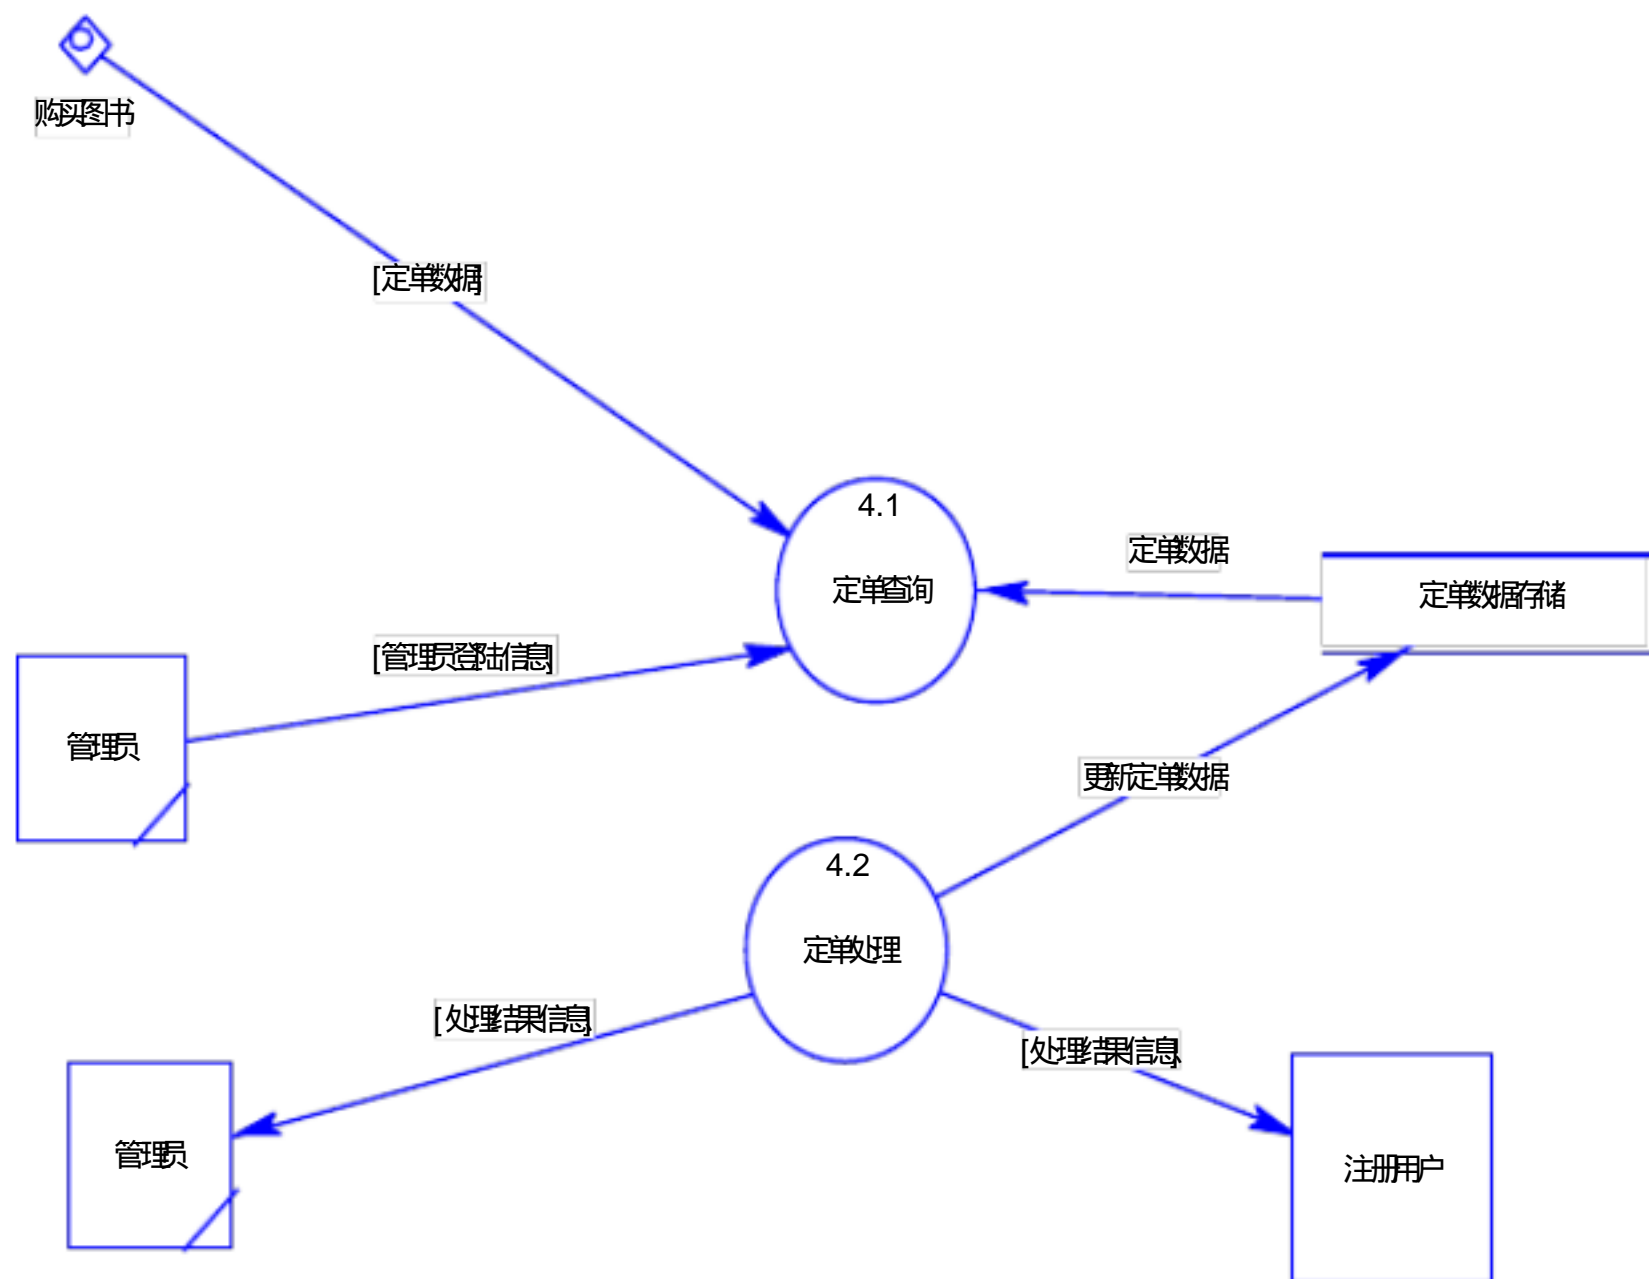 购买图书
[定单数据]
4.1
定单查询
定单数据
定单数据存储
[管理员登陆信息]
管理员
更新定单数据
4.2
定单处理
[处理结果信息]
[处理结果信息]
管理员
注册用户